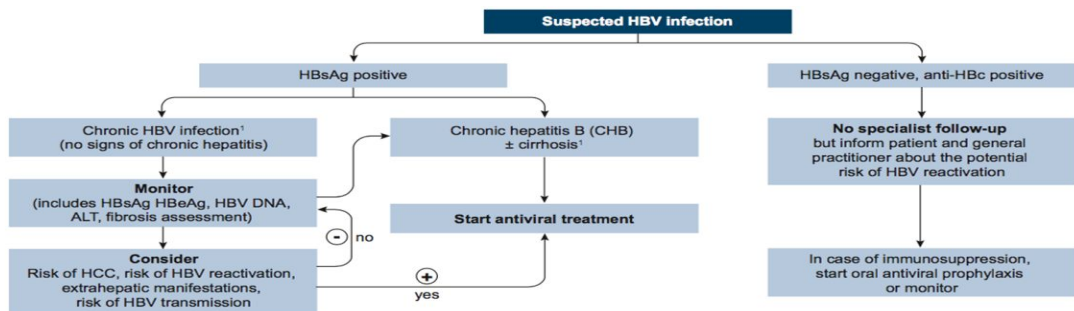 Suspected HBV infection
HBsAg positive
HBsAg negative, anti-HBc positive
Chronic HBV infection¹
(no signs of chronic hepatitis)
Chronic hepatitis B (CHB)
± cirrhosis¹
No specialist follow-up
but inform patient and general
practitioner about the potential
risk of HBV reactivation
Monitor
(includes HBsAg HBeAg, HBV DNA,
ALT, fibrosis assessment)
Start antiviral treatment
- no
Consider
Risk of HCC, risk of HBV reactivation,
extrahepatic manifestations,
risk of HBV transmission
+
yes
In case of immunosuppression,
start oral antiviral prophylaxis
or monitor